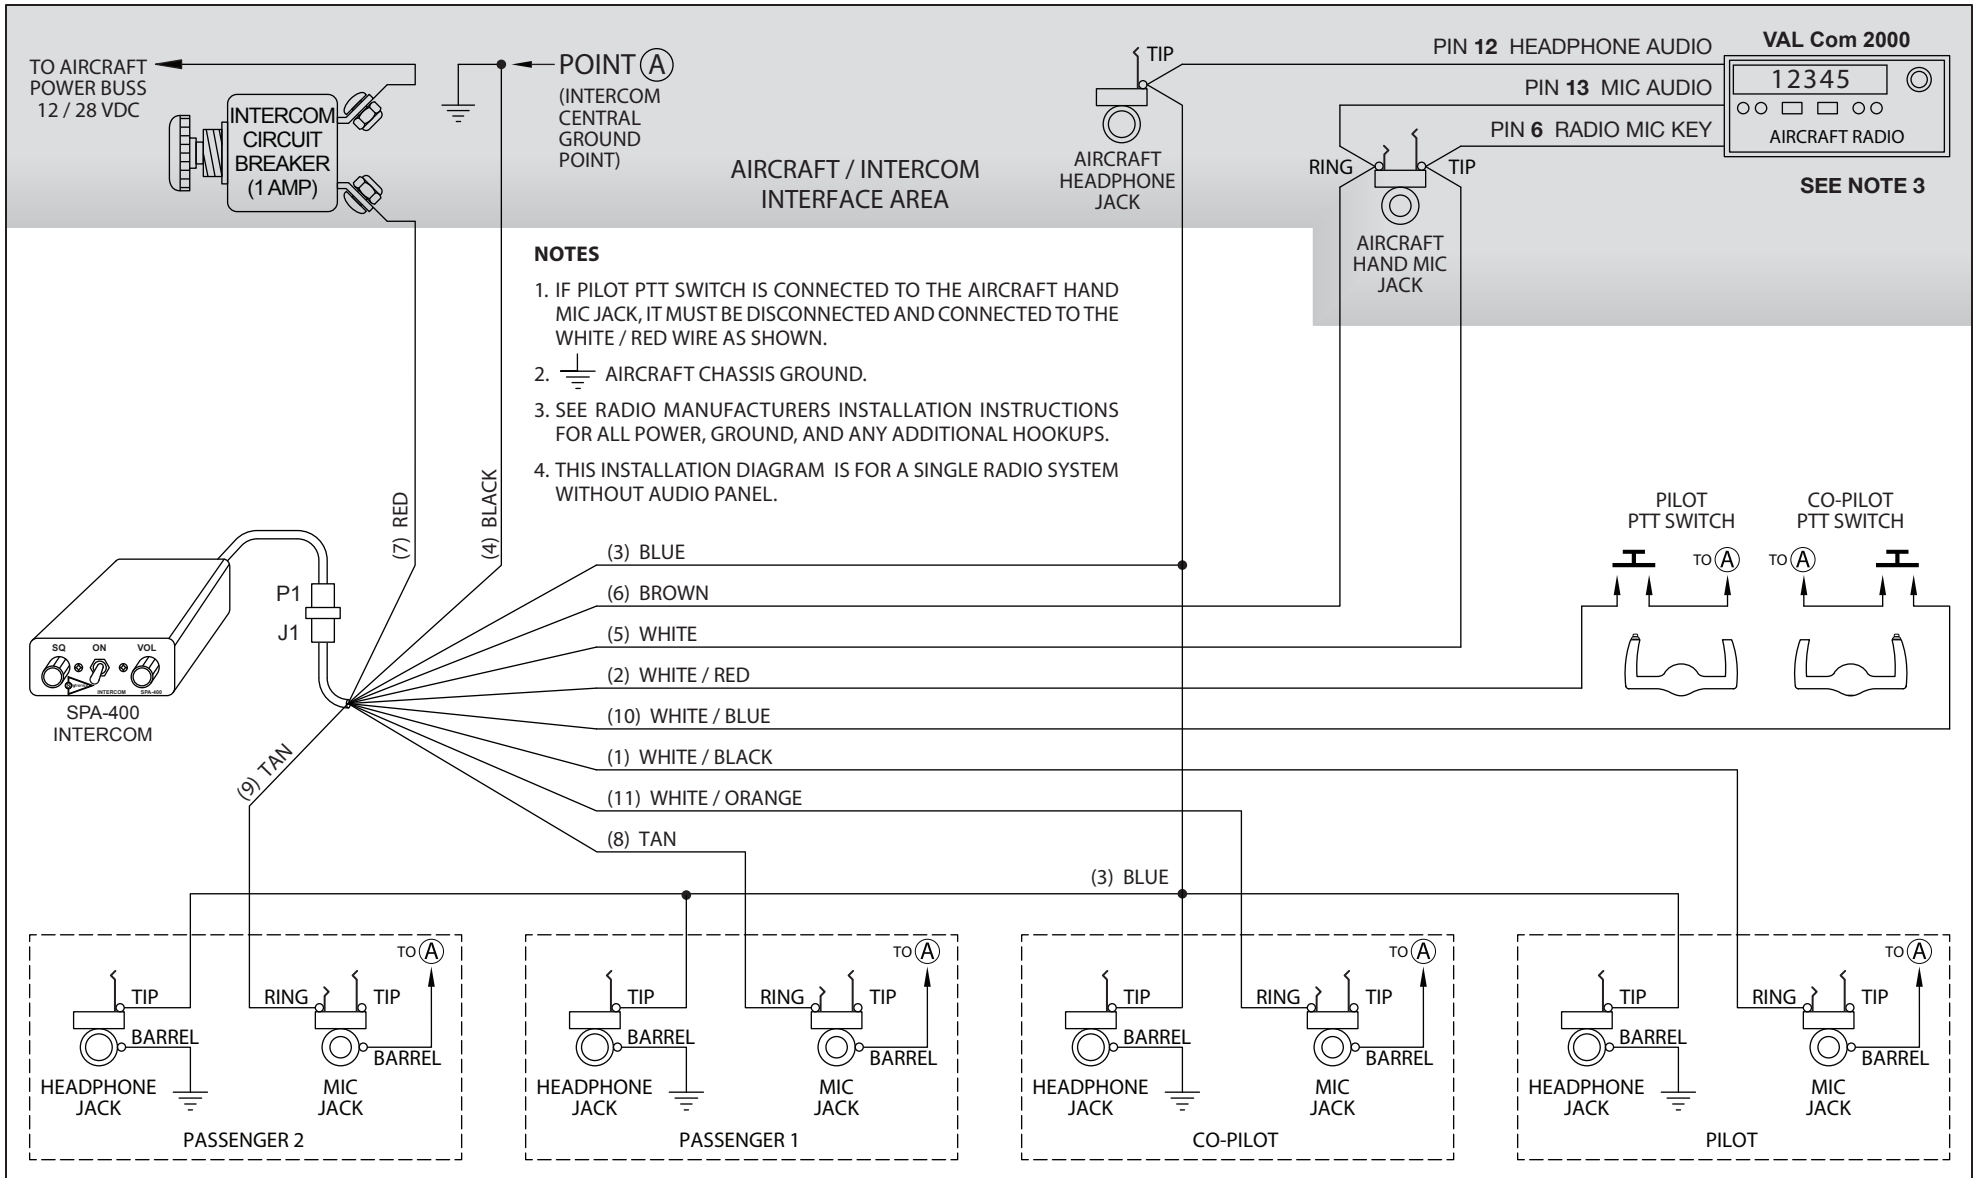 TO AIRCRAFT
POWER BUSS
12 / 28 VDC
INTERCOM
CIRCUIT
BREAKER
(1 AMP)
POINT A
(INTERCOM
CENTRAL
GROUND
POINT)
AIRCRAFT / INTERCOM
INTERFACE AREA
TIP
AIRCRAFT
HEADPHONE
JACK
PIN 12 HEADPHONE AUDIO
PIN 13 MIC AUDIO
PIN 6 RADIO MIC KEY
VAL Com 2000
12345
AIRCRAFT RADIO
SEE NOTE 3
RING
TIP
AIRCRAFT
HAND MIC
JACK
NOTES
1. IF PILOT PTT SWITCH IS CONNECTED TO THE AIRCRAFT HAND
MIC JACK, IT MUST BE DISCONNECTED AND CONNECTED TO THE
WHITE / RED WIRE AS SHOWN.
2. AIRCRAFT CHASSIS GROUND.
3. SEE RADIO MANUFACTURERS INSTALLATION INSTRUCTIONS
FOR ALL POWER, GROUND, AND ANY ADDITIONAL HOOKUPS.
4. THIS INSTALLATION DIAGRAM IS FOR A SINGLE RADIO SYSTEM
WITHOUT AUDIO PANEL.
(7) RED
(4) BLACK
PILOT
PTT SWITCH
CO-PILOT
PTT SWITCH
TO A
TO A
P1
J1
SQ
ON
VOL
INTERCOM
SPA-400
SPA-400
INTERCOM
(3) BLUE
(6) BROWN
(5) WHITE
(2) WHITE / RED
(10) WHITE / BLUE
(1) WHITE / BLACK
(11) WHITE / ORANGE
(8) TAN
(9) TAN
(3) BLUE
TO A
TIP
BARREL
RING
TIP
BARREL
HEADPHONE
JACK
MIC
JACK
PASSENGER 2
TO A
TIP
BARREL
RING
TIP
BARREL
HEADPHONE
JACK
MIC
JACK
PASSENGER 1
TO A
TIP
BARREL
RING
TIP
BARREL
HEADPHONE
JACK
MIC
JACK
CO-PILOT
TO A
TIP
BARREL
RING
TIP
BARREL
HEADPHONE
JACK
MIC
JACK
PILOT